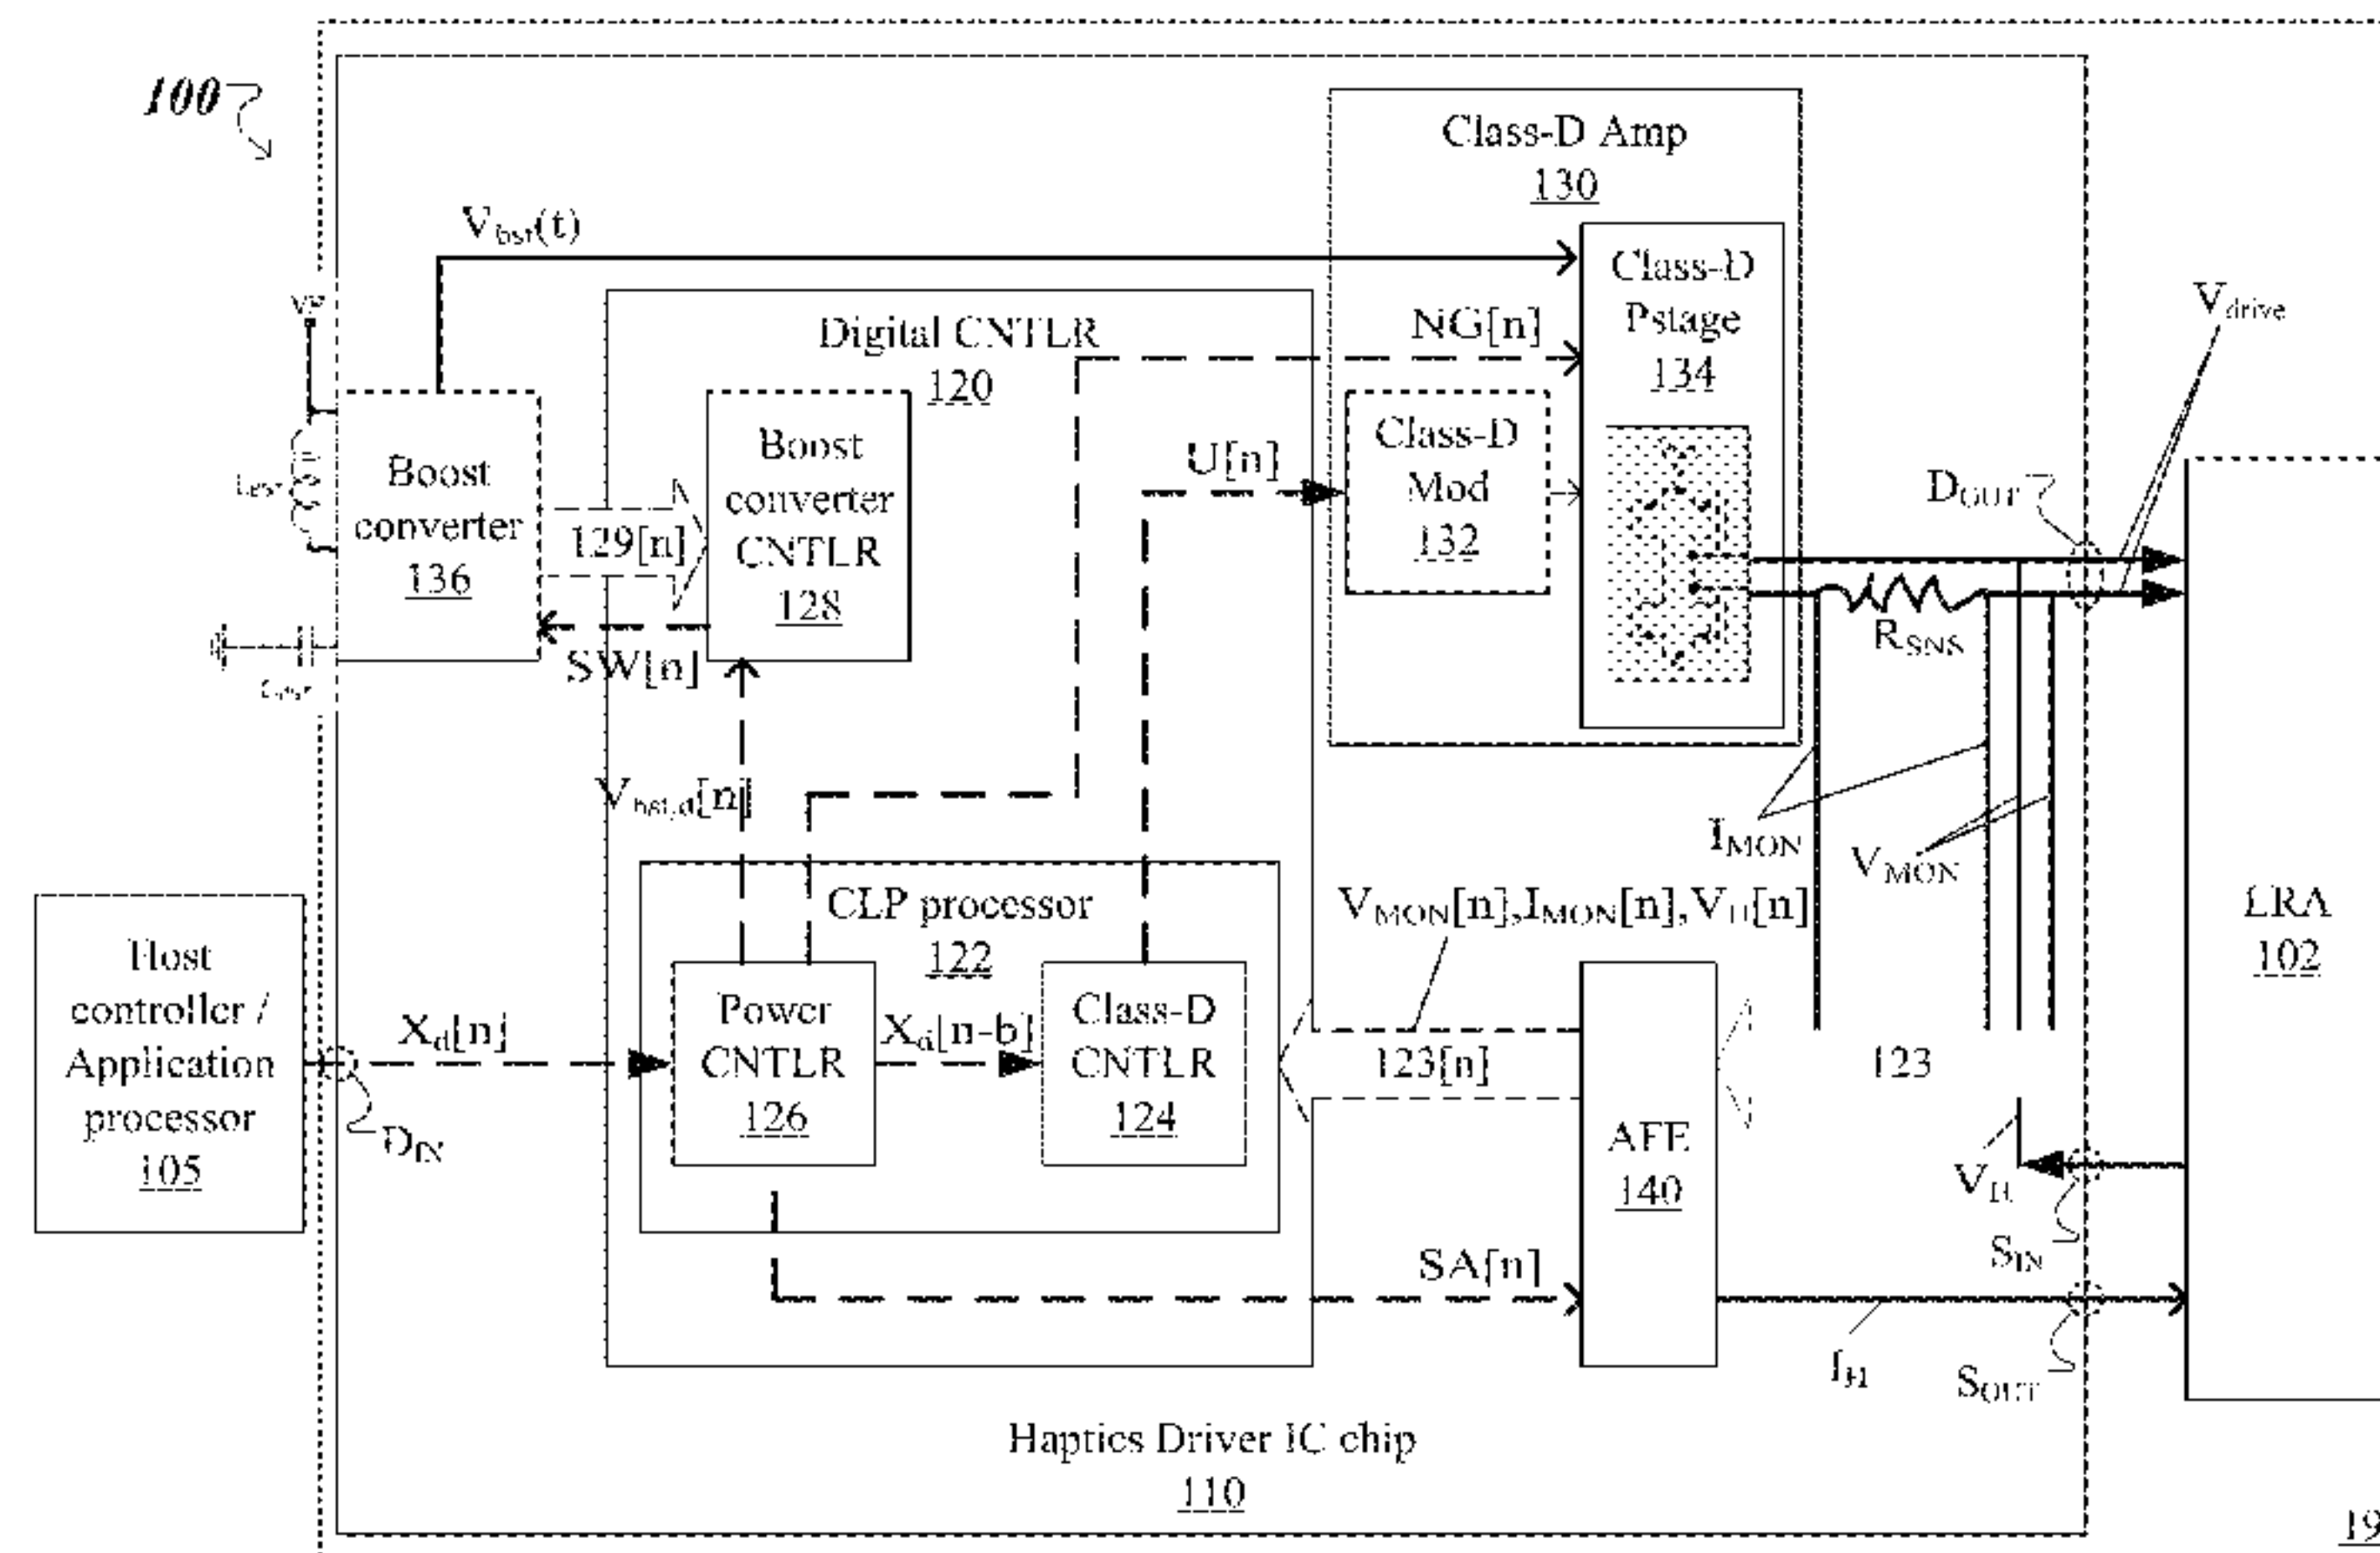 100
Class-D Amp
130
Vbst(t)
Class-D
Pstage
134
Vdrive
Digital CNTLR
120
NG[n]
Boost
converter
136
129[n]
Boost
converter
CNTLR
128
U[n]
Class-D
Mod
132
DOUT
RSNS
SW[n]
Vbst,d[n]
IMON
VMON
CLP processor
122
VMON[n],IMON[n],VH[n]
LRA
102
Host
controller /
Application
processor
105
Xd[n]
DIN
Power
CNTLR
126
Xd[n-b]
Class-D
CNTLR
124
123[n]
123
AFE
140
VH
SIN
SA[n]
IH
SOUT
Haptics Driver IC chip
110